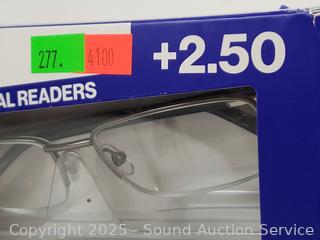 277. 4100 +2.50
AL READERS
Copyright 2025 - Sound Auction Service